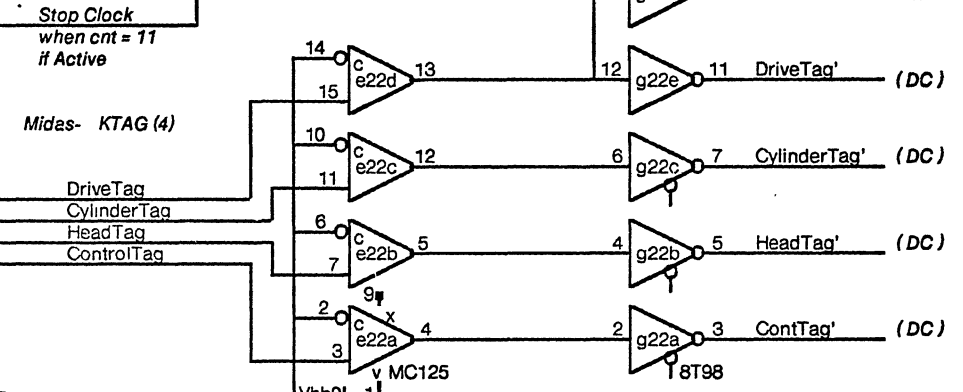 Stop Clock
when cnt = 11
if Active
14 c e22d 13 12 g22e 11 DriveTag' (DC)
15
Midas- KTAG (4)
10 c e22c 12 6 g22c 7 CylinderTag' (DC)
11
DriveTag
CylinderTag
HeadTag
ControlTag
6 c e22b 5 4 g22b 5 HeadTag' (DC)
7
9
2 c x e22a 4 2 g22a 3 ContTag' (DC)
3
v MC125 8T98